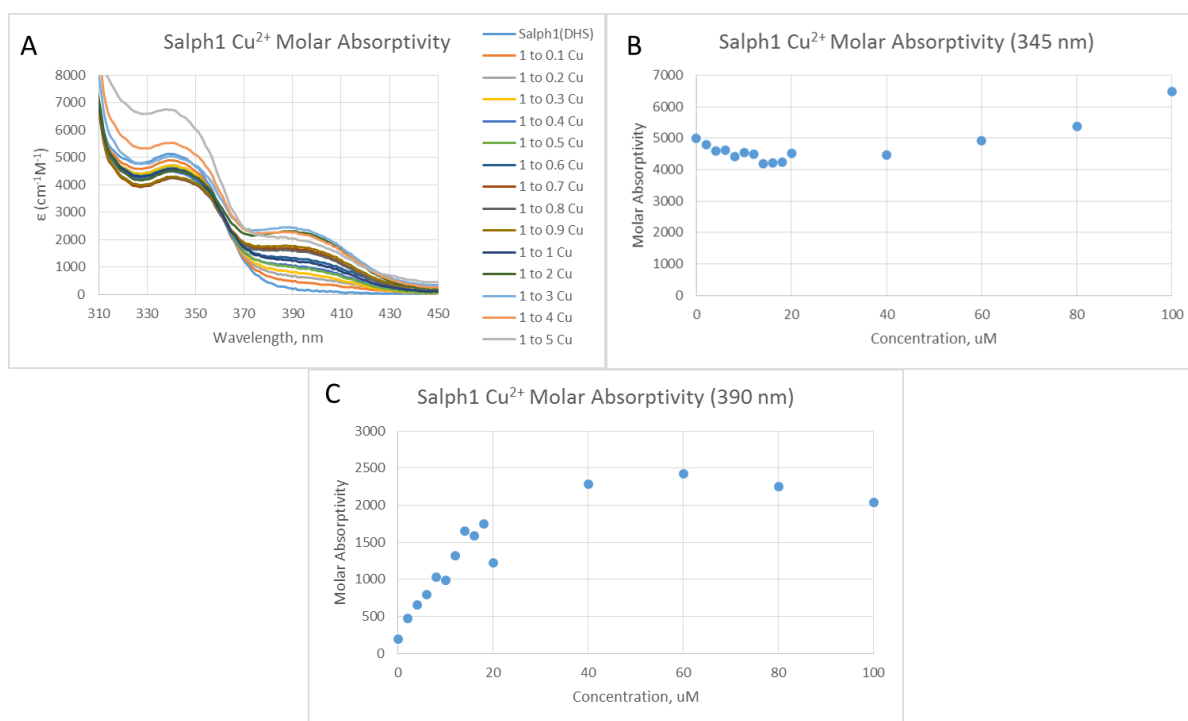 A
Salph1 Cu²⁺ Molar Absorptivity
Salph1(DHS)
1 to 0.1 Cu
1 to 0.2 Cu
1 to 0.3 Cu
1 to 0.4 Cu
1 to 0.5 Cu
1 to 0.6 Cu
1 to 0.7 Cu
1 to 0.8 Cu
1 to 0.9 Cu
1 to 1 Cu
1 to 2 Cu
1 to 3 Cu
1 to 4 Cu
1 to 5 Cu
ε (cm⁻¹M⁻¹)
8000
7000
6000
5000
4000
3000
2000
1000
0
310 330 350 370 390 410 430 450
Wavelength, nm
B
Salph1 Cu²⁺ Molar Absorptivity (345 nm)
Molar Absorptivity
7000
6000
5000
4000
3000
2000
1000
0
0 20 40 60 80 100
Concentration, uM
C
Salph1 Cu²⁺ Molar Absorptivity (390 nm)
Molar Absorptivity
3000
2500
2000
1500
1000
500
0
0 20 40 60 80 100
Concentration, uM